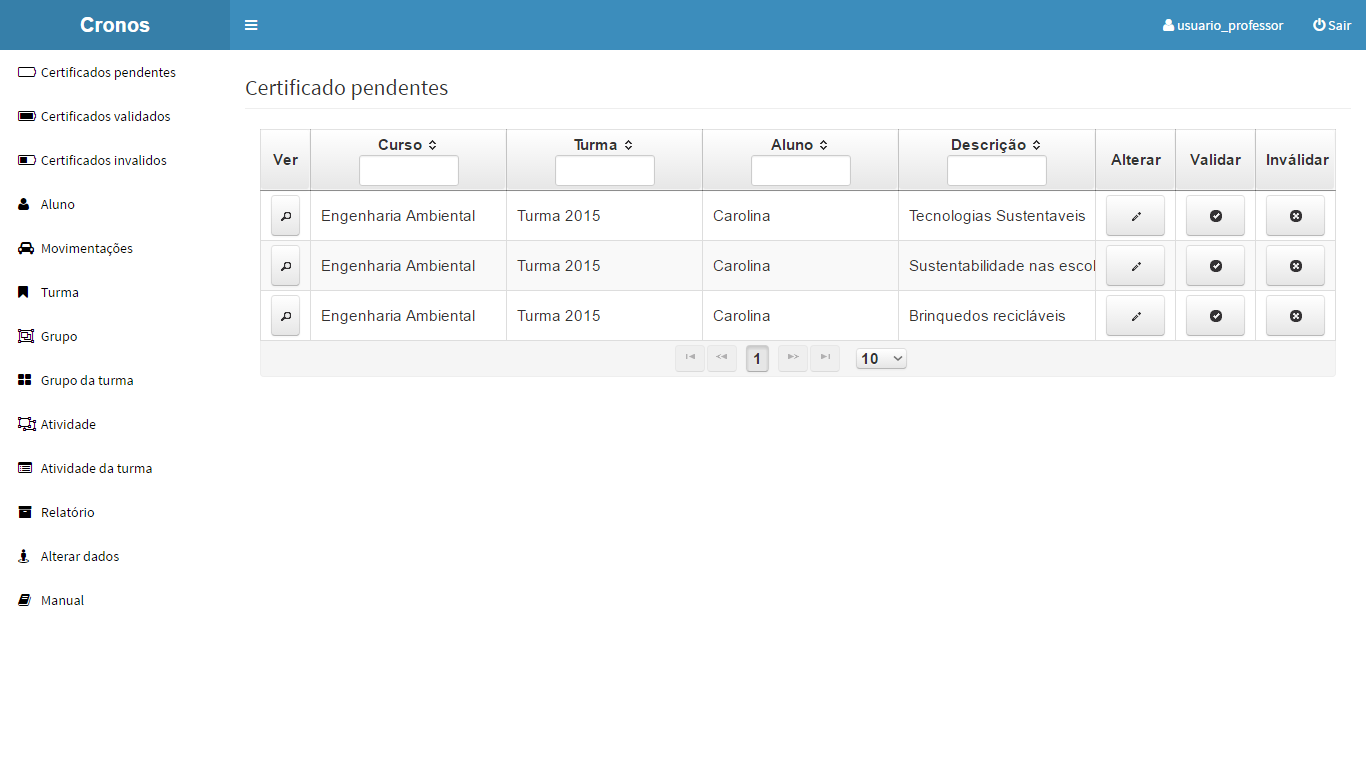 Cronos
usuario_professor
Sair
Certificados pendentes
Certificados validados
Certificados invalidos
Aluno
Movimentações
Turma
Grupo
Grupo da turma
Atividade
Atividade da turma
Relatório
Alterar dados
Manual
Certificado pendentes
Ver Curso Turma Aluno Descrição Alterar Validar Inválidar
Engenharia Ambiental Turma 2015 Carolina Tecnologias Sustentaveis
Engenharia Ambiental Turma 2015 Carolina Sustentabilidade nas escol
Engenharia Ambiental Turma 2015 Carolina Brinquedos recicláveis
1 10